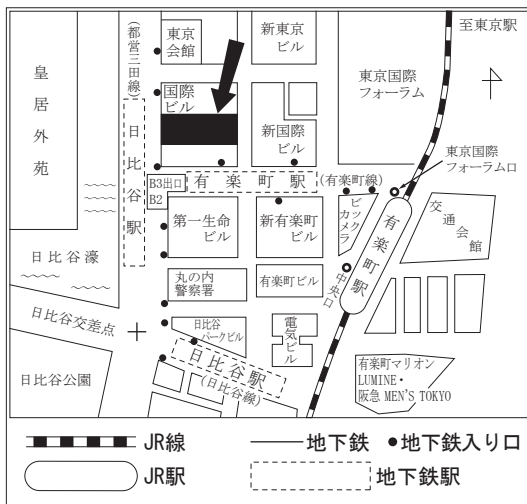 至東京駅
(都営三田線)
東京
会館
新東京
ビル
皇居外苑
国際
ビル
東京国際
フォーラム
日比谷駅
新国際
ビル
東京国際
フォーラム口
B3出口
B2
有楽町駅
(有楽町線)
ビックカメラ
有楽町駅
交通会館
第一生命
ビル
新有楽町
ビル
日比谷濠
丸の内
警察署
有楽町ビル
中央口
日比谷交差点
日比谷
パークビル
電気ビル
日比谷駅
(日比谷線)
日比谷公園
有楽町マリオン
LUMINE・
阪急 MEN'S TOKYO
JR線
地下鉄
地下鉄入り口
JR駅
地下鉄駅